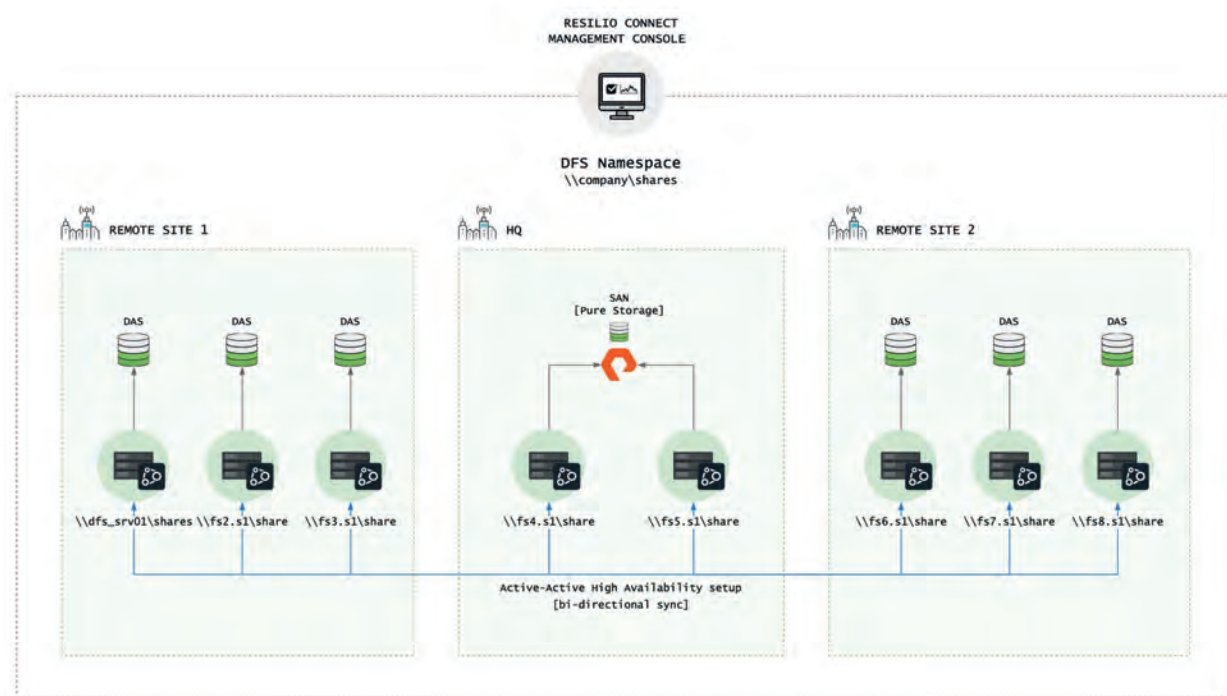 RESILIO CONNECT
MANAGEMENT CONSOLE
DFS Namespace
\\company\shares
REMOTE SITE 1
HQ
REMOTE SITE 2
DAS
DAS
DAS
SAN
[Pure Storage]
DAS
DAS
DAS
\\dfs_srv01\shares
\\fs2.s1\share
\\fs3.s1\share
\\fs4.s1\share
\\fs5.s1\share
\\fs6.s1\share
\\fs7.s1\share
\\fs8.s1\share
Active-Active High Availability setup
[bi-directional sync]